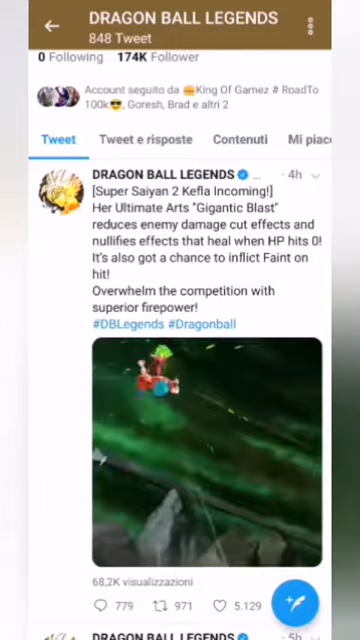 DRAGON BALL LEGENDS
848 Tweet
0 Following 174K Follower
Account seguito da 🍔King Of Gamez # RoadTo
100k😎, Goresh, Brad e altri 2
Tweet Tweet e risposte Contenuti Mi piac
DRAGON BALL LEGENDS ... · 4h
[Super Saiyan 2 Kefla Incoming!]
Her Ultimate Arts "Gigantic Blast"
reduces enemy damage cut effects and
nullifies effects that heal when HP hits 0!
It's also got a chance to inflict Faint on
hit!
Overwhelm the competition with
superior firepower!
#DBLegends #Dragonball
68,2K visualizzazioni
779 971 5.129
DRAGON BALL LEGENDS ... · 5h